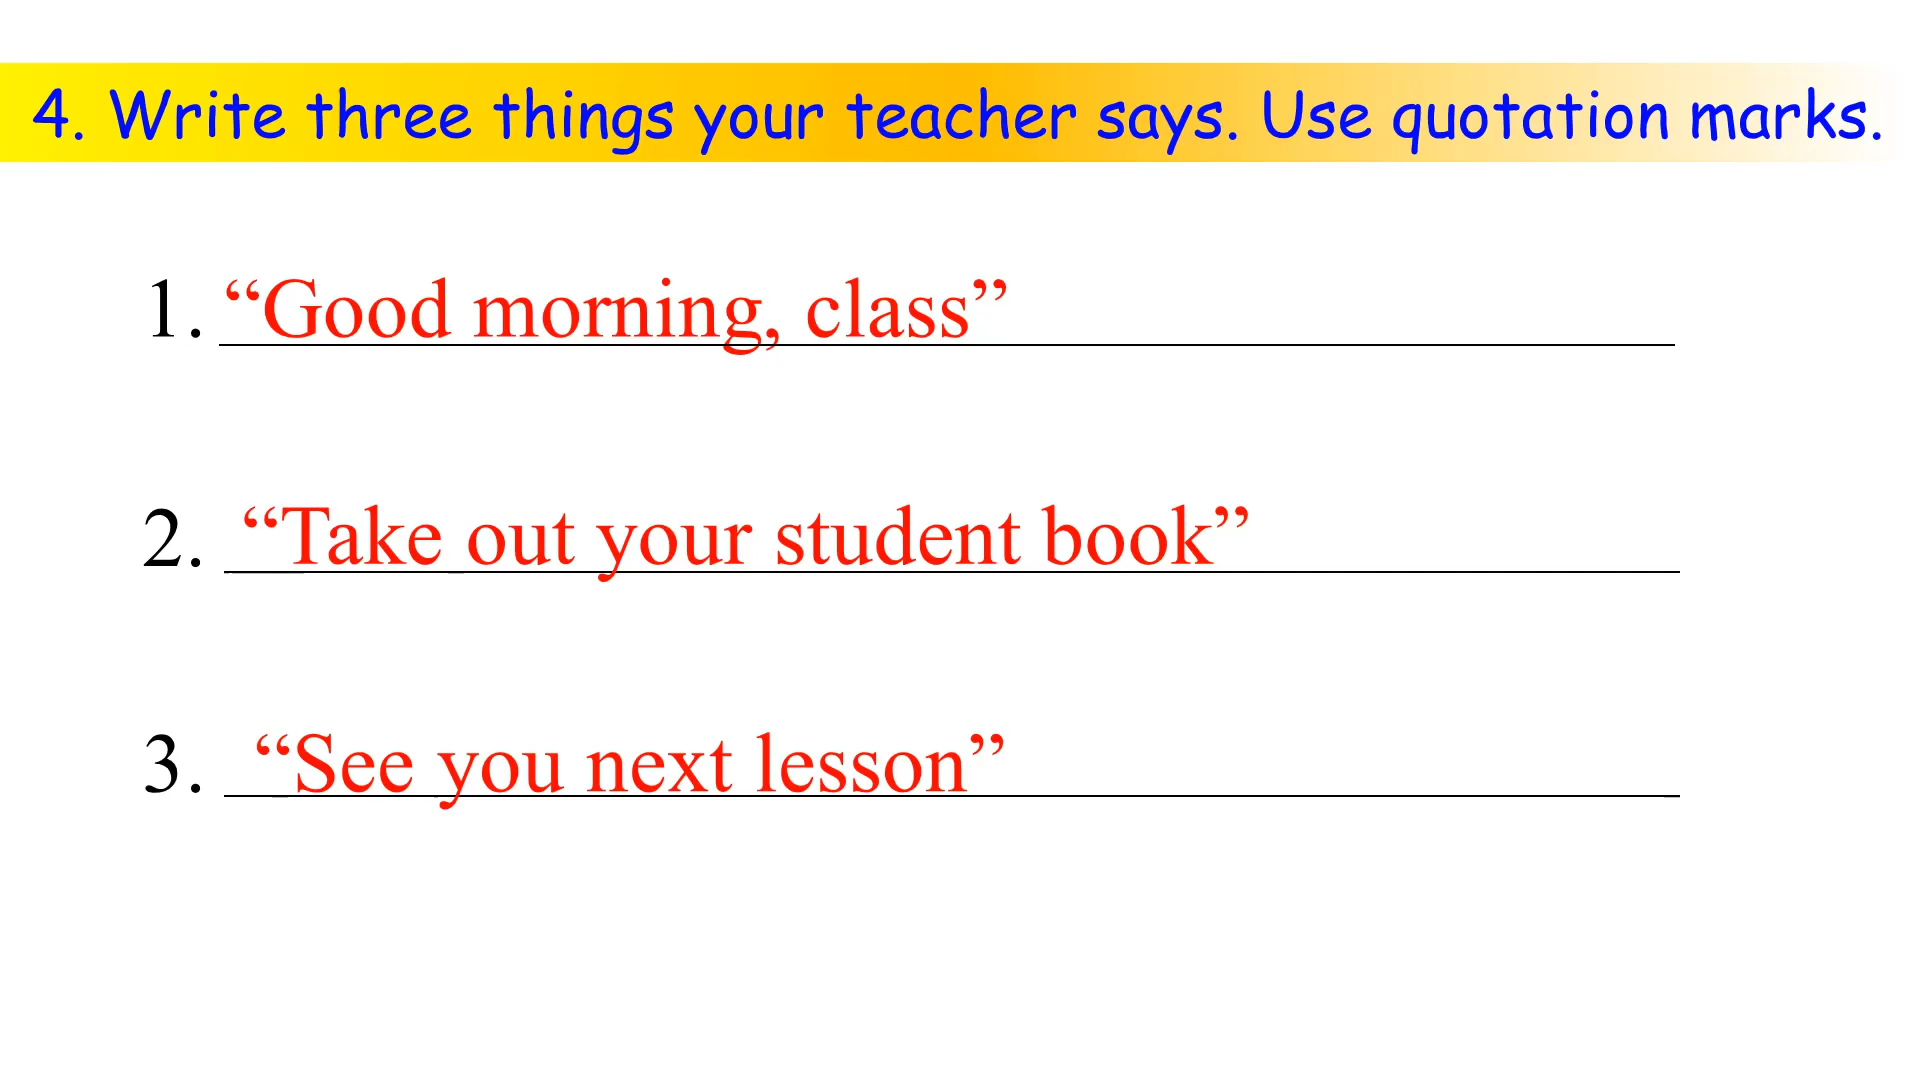 4. Write three things your teacher says. Use quotation marks.
1. “Good morning, class”
2. “Take out your student book”
3. “See you next lesson”